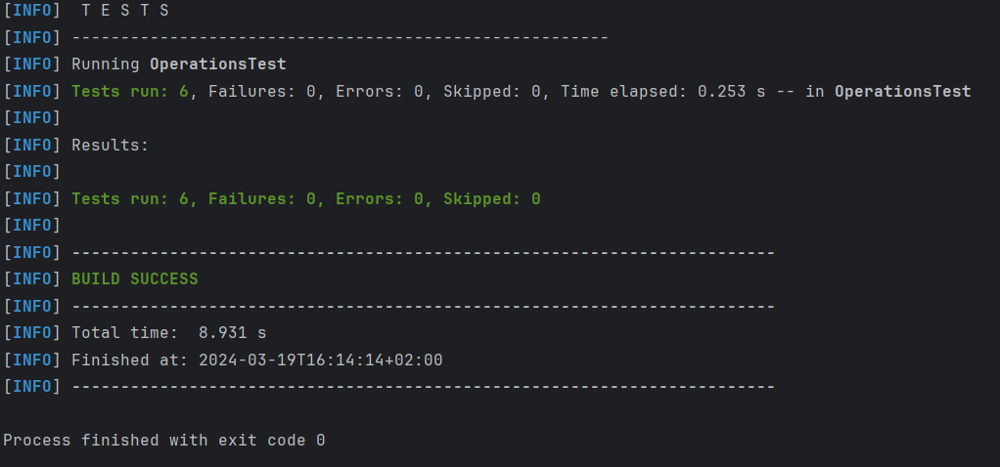 [INFO]  T E S T S
[INFO] -------------------------------------------------------
[INFO] Running OperationsTest
[INFO] Tests run: 6, Failures: 0, Errors: 0, Skipped: 0, Time elapsed: 0.253 s -- in OperationsTest
[INFO]
[INFO] Results:
[INFO]
[INFO] Tests run: 6, Failures: 0, Errors: 0, Skipped: 0
[INFO]
[INFO] ------------------------------------------------------------------------
[INFO] BUILD SUCCESS
[INFO] ------------------------------------------------------------------------
[INFO] Total time:  8.931 s
[INFO] Finished at: 2024-03-19T16:14:14+02:00
[INFO] ------------------------------------------------------------------------
Process finished with exit code 0